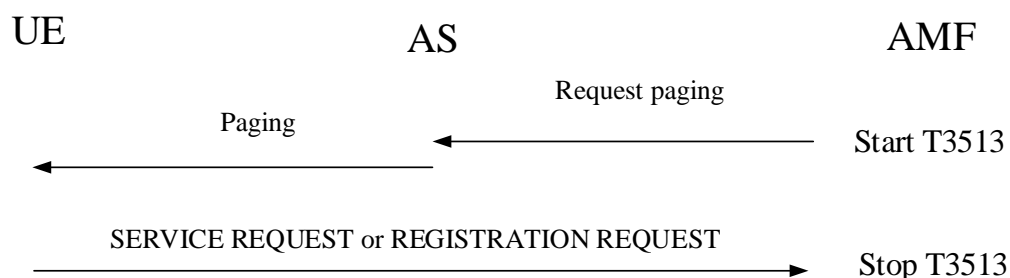 UE
AS
AMF
Request paging
Paging
Start T3513
SERVICE REQUEST or REGISTRATION REQUEST
Stop T3513